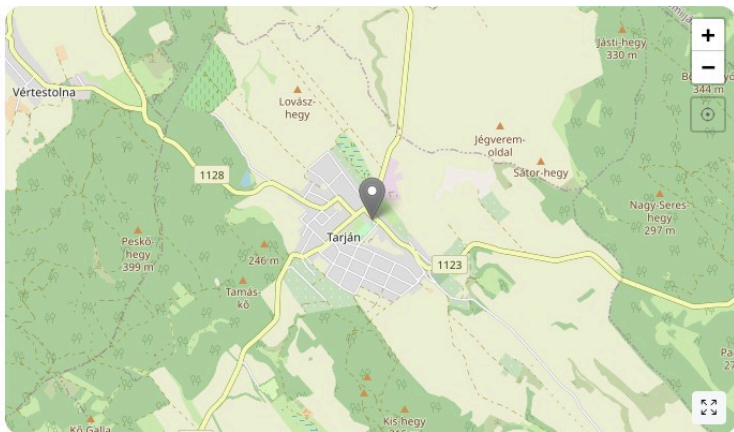 Jásti-hegy
330 m
+
−
344 m
Vértestolna
Lovász-
hegy
Jégverem-
oldal
Sátor-hegy
1128
Nagy-Seres-
hegy
297 m
Tarján
Peskő-
hegy
399 m
246 m
1123
Tamás-
kő
Kis-hegy
Kő Galla